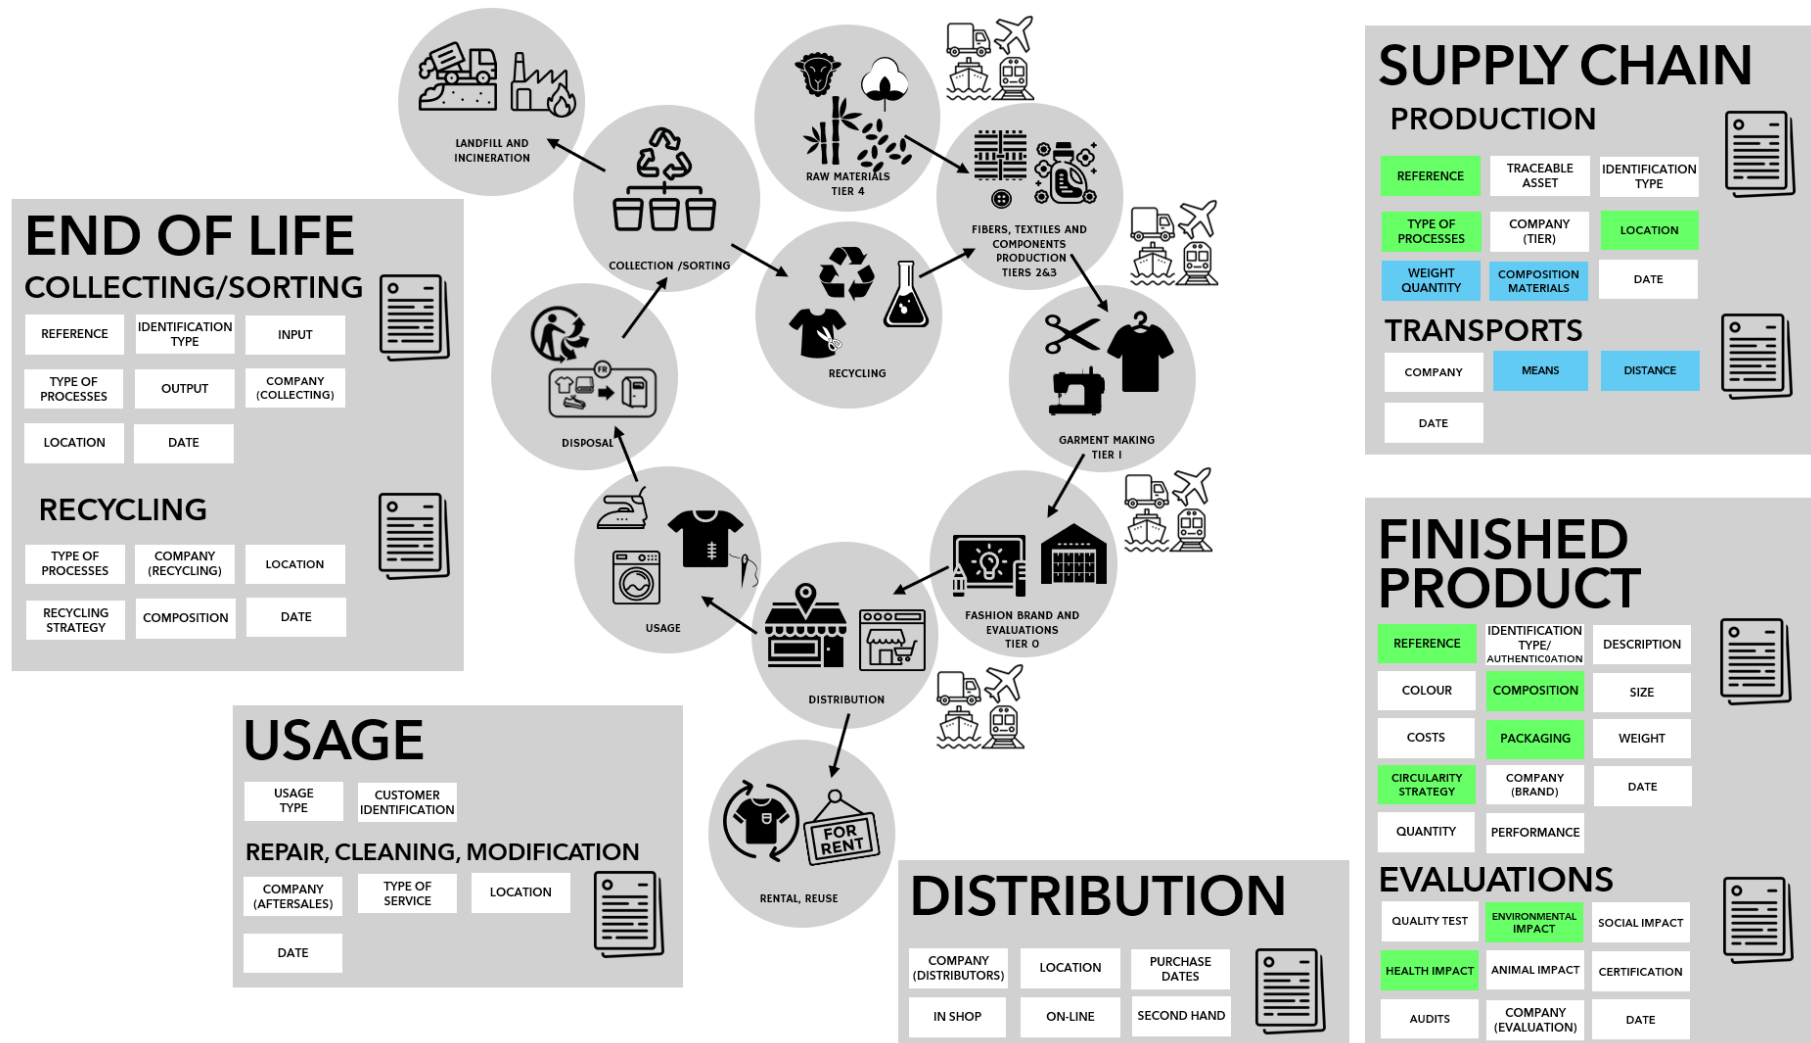 LANDFILL AND
INCINERATION
COLLECTION /SORTING
RAW MATERIALS
TIER 4
FIBERS, TEXTILES AND
COMPONENTS
PRODUCTION
TIERS 2&3
RECYCLING
GARMENT MAKING
TIER 1
FR
DISPOSAL
USAGE
FASHION BRAND AND
EVALUATIONS
TIER 0
DISTRIBUTION
FOR
RENT
RENTAL, REUSE
END OF LIFE
COLLECTING/SORTING
REFERENCE
IDENTIFICATION
TYPE
INPUT
TYPE OF
PROCESSES
OUTPUT
COMPANY
(COLLECTING)
LOCATION
DATE
RECYCLING
TYPE OF
PROCESSES
COMPANY
(RECYCLING)
LOCATION
RECYCLING
STRATEGY
COMPOSITION
DATE
USAGE
USAGE
TYPE
CUSTOMER
IDENTIFICATION
REPAIR, CLEANING, MODIFICATION
COMPANY
(AFTERSALES)
TYPE OF
SERVICE
LOCATION
DATE
DISTRIBUTION
COMPANY
(DISTRIBUTORS)
LOCATION
PURCHASE
DATES
IN SHOP
ON-LINE
SECOND HAND
SUPPLY CHAIN
PRODUCTION
REFERENCE
TRACEABLE
ASSET
IDENTIFICATION
TYPE
TYPE OF
PROCESSES
COMPANY
(TIER)
LOCATION
WEIGHT
QUANTITY
COMPOSITION
MATERIALS
DATE
TRANSPORTS
COMPANY
MEANS
DISTANCE
DATE
FINISHED
PRODUCT
REFERENCE
IDENTIFICATION
TYPE/
AUTHENTIC0ATION
DESCRIPTION
COLOUR
COMPOSITION
SIZE
COSTS
PACKAGING
WEIGHT
CIRCULARITY
STRATEGY
COMPANY
(BRAND)
DATE
QUANTITY
PERFORMANCE
EVALUATIONS
QUALITY TEST
ENVIRONMENTAL
IMPACT
SOCIAL IMPACT
HEALTH IMPACT
ANIMAL IMPACT
CERTIFICATION
AUDITS
COMPANY
(EVALUATION)
DATE